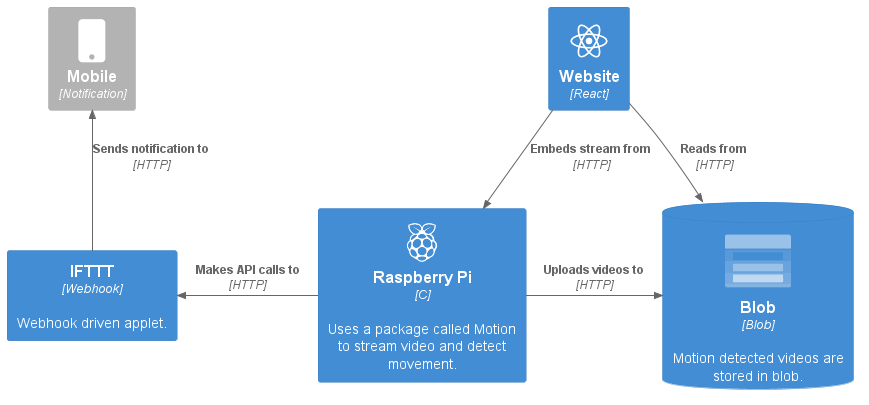 Mobile
[Notification]
Website
[React]
Sends notification to
[HTTP]
Embeds stream from
[HTTP]
Reads from
[HTTP]
IFTTT
[Webhook]
Webhook driven applet.
Makes API calls to
[HTTP]
Raspberry Pi
[C]
Uses a package called Motion
to stream video and detect
movement.
Uploads videos to
[HTTP]
Blob
[Blob]
Motion detected videos are
stored in blob.